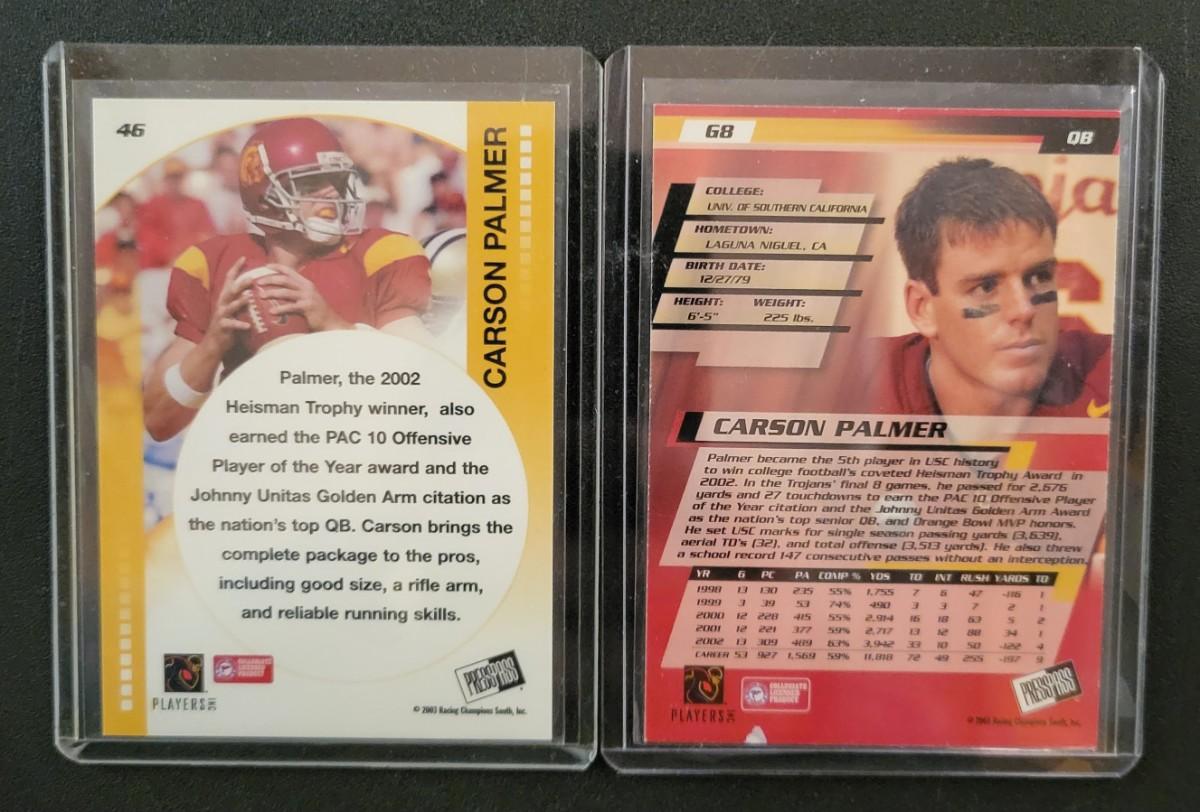 46
CARSON PALMER
Palmer, the 2002
Heisman Trophy winner, also
earned the PAC 10 Offensive
Player of the Year award and the
Johnny Unitas Golden Arm citation as
the nation's top QB. Carson brings the
complete package to the pros,
including good size, a rifle arm,
and reliable running skills.
PLAYERS INC
COLLEGIATE
LICENSED
PRODUCT
PRESS PASS
© 2003 Racing Champions South, Inc.
G8
QB
COLLEGE:
UNIV. OF SOUTHERN CALIFORNIA
HOMETOWN:
LAGUNA NIGUEL, CA
BIRTH DATE:
12/27/79
HEIGHT: WEIGHT:
6'-5" 225 lbs.
CARSON PALMER
Palmer became the 5th player in USC history
to win college football's coveted Heisman Trophy Award in
2002. In the Trojans' final 8 games, he passed for 2,676
yards and 27 touchdowns to earn the PAC 10 Offensive Player
of the Year citation and the Johnny Unitas Golden Arm Award
as the nation's top senior QB, and Orange Bowl MVP honors.
He set USC marks for single season passing yards (3,639),
aerial TD's (32), and total offense (3,513 yards). He also threw
a school record 147 consecutive passes without an interception.
YR G PC PA COMP % YDS TD INT RUSH YARDS TD
1998 13 130 235 55% 1,755 7 6 47 -116 1
1999 3 39 53 74% 490 3 3 7 2 1
2000 12 228 415 55% 2,914 16 18 63 5 2
2001 12 221 377 59% 2,717 13 12 88 34 1
2002 13 309 489 63% 3,942 33 10 50 -122 4
CAREER 53 927 1,569 59% 11,818 72 49 255 -197 9
PLAYERS INC
COLLEGIATE
LICENSED
PRODUCT
PRESS PASS
© 2003 Racing Champions South, Inc.